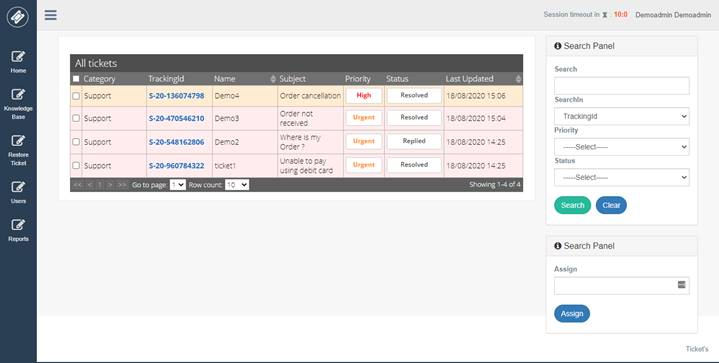 Session timeout in : 10:0 Demoadmin Demoadmin
Home
Knowledge
Base
Restore
Ticket
Users
Reports
All tickets
Category TrackingId Name Subject Priority Status Last Updated
Support S-20-136074798 Demo4 Order cancellation High Resolved 18/08/2020 15:06
Support S-20-470546210 Demo3 Order not
received Urgent Resolved 18/08/2020 15:04
Support S-20-548162806 Demo2 Where is my
Order ? Urgent Replied 18/08/2020 14:25
Support S-20-960784322 ticket1 Unable to pay
using debit card Urgent Resolved 18/08/2020 14:25
<< < 1 > >> Go to page: 1 Row count: 10 Showing 1-4 of 4
Search Panel
Search
SearchIn
TrackingId
Priority
-----Select-----
Status
-----Select-----
Search Clear
Search Panel
Assign
Assign
Ticket's